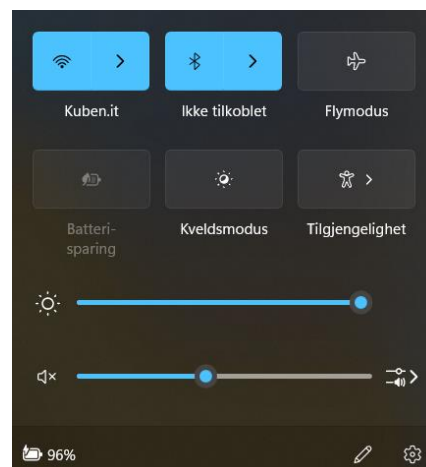 Kuben.it
Ikke tilkoblet
Flymodus
Batteri-
sparing
Kveldsmodus
Tilgjengelighet
96%